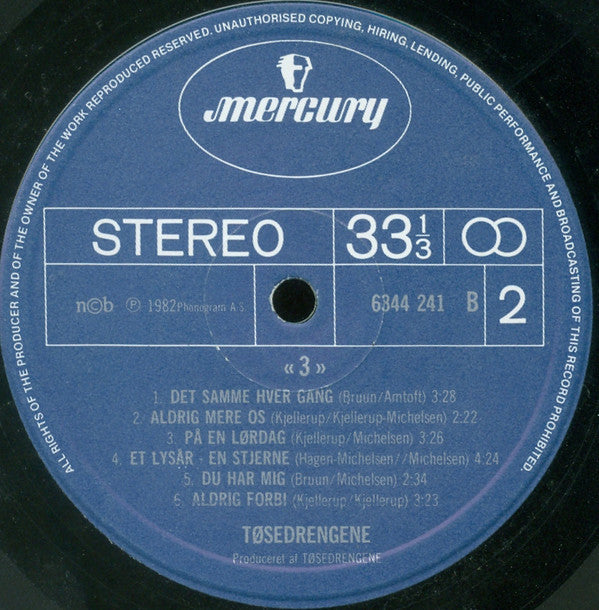 ALL RIGHTS OF THE PRODUCER AND OF THE OWNER OF THE WORK REPRODUCED RESERVED. UNAUTHORISED COPYING, HIRING, LENDING, PUBLIC PERFORMANCE AND BROADCASTING OF THIS RECORD PROHIBITED.
mercury
STEREO 33 1/3
n©b ℗ 1982 Phonogram A.S. 6344 241 B 2
«3»
1. DET SAMME HVER GANG (Bruun/Amtoft) 3:28
2. ALDRIG MERE OS (Kjellerup/Kjellerup-Michelsen) 2:22
3. PÅ EN LØRDAG (Kjellerup/Michelsen) 3:26
4. ET LYSÅR - EN STJERNE (Hagen-Michelsen//Michelsen) 4.24
5. DU HAR MIG (Bruun/Michelsen) 2:34
6. ALDRIG FORBI (Kjellerup/Kjellerup) 3:23
TØSEDRENGENE
Produceret af TØSEDRENGENE